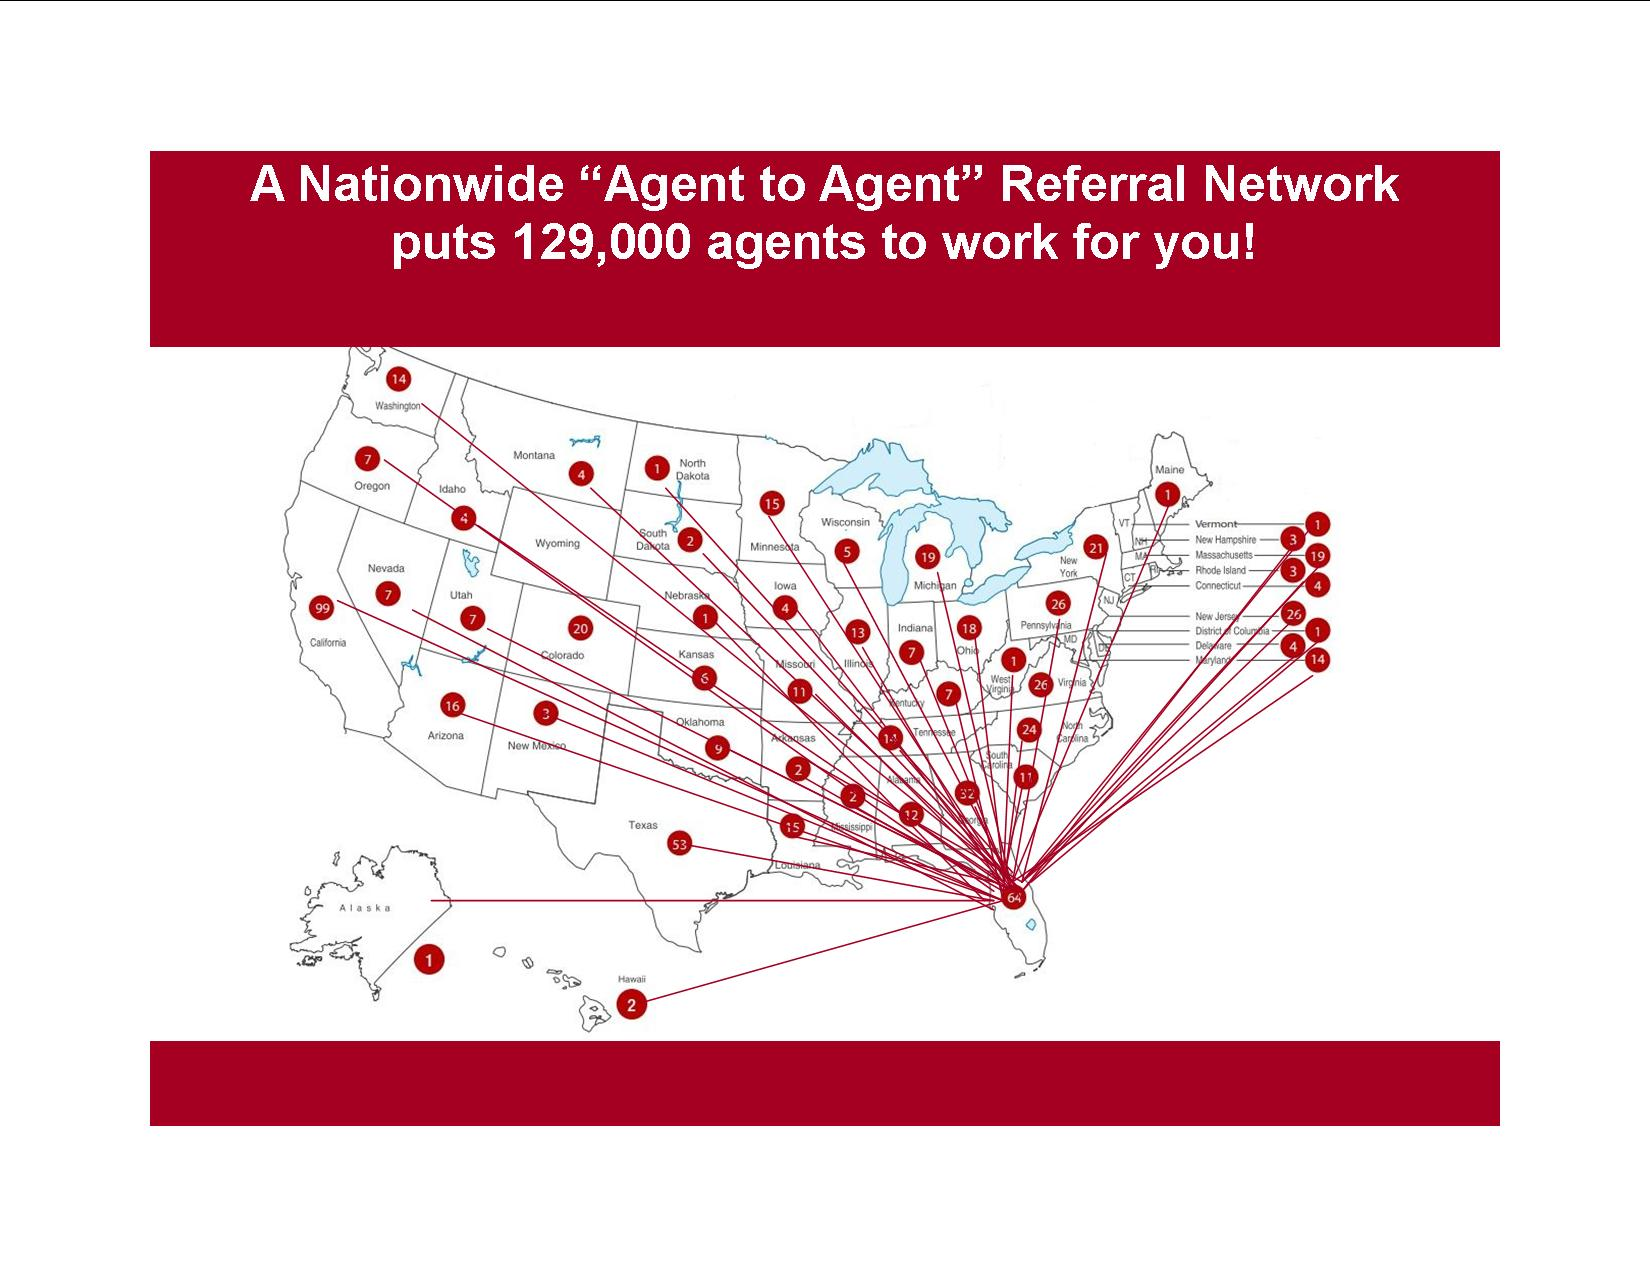 A Nationwide “Agent to Agent” Referral Network
puts 129,000 agents to work for you!
14
Washington
7
Oregon
Idaho
4
Montana
4
1
North
Dakota
15
Minnesota
Wisconsin
5
19
Michigan
South
Dakota
2
Wyoming
Nevada
7
99
California
Utah
7
20
Colorado
Nebraska
1
Iowa
4
13
Illinois
Indiana
7
18
Ohio
21
New
York
26
Pennsylvania
Maine
1
VT
NH
MA
RI
CT
NJ
MD
DE
Vermont
1
New Hampshire
3
Massachusetts
19
Rhode Island
3
Connecticut
4
New Jersey
26
District of Columbia
1
Delaware
4
Maryland
14
Kansas
6
Missouri
11
Kentucky
7
1
West
Virginia
26
Virginia
16
Arizona
3
New Mexico
Oklahoma
9
Arkansas
2
14
Tennessee
24
North
Carolina
South
Carolina
11
Alabama
12
32
Georgia
2
Mississippi
15
Louisiana
Texas
53
64
Alaska
1
Hawaii
2